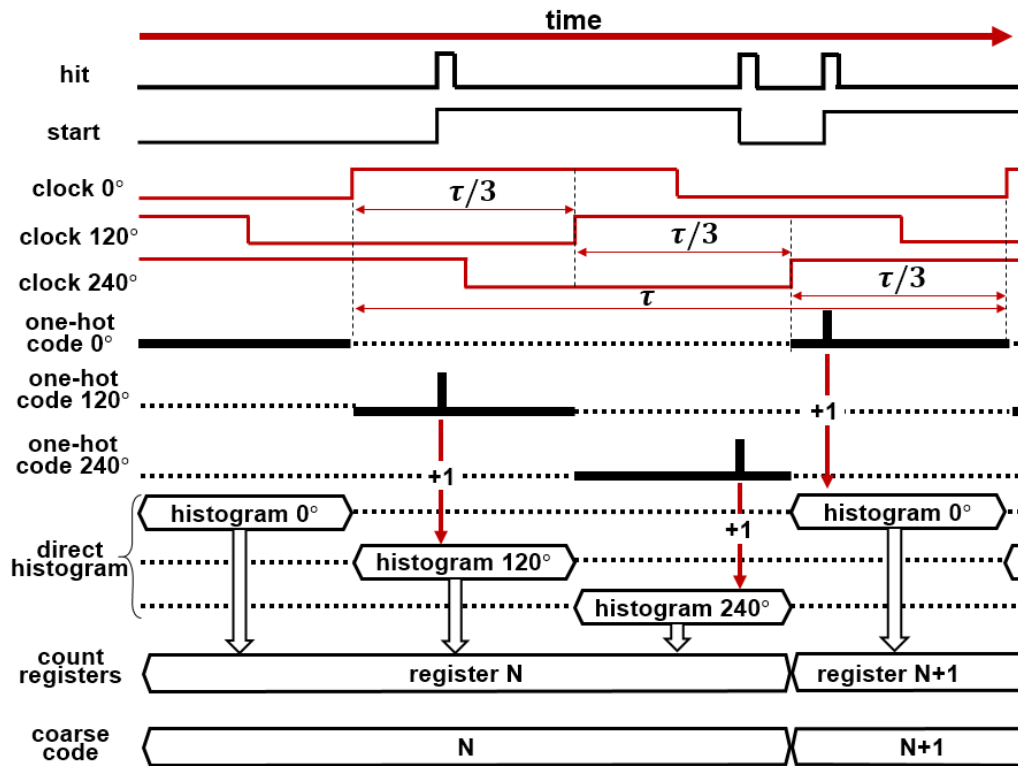 time
hit
start
clock 0°
τ/3
clock 120°
τ/3
clock 240°
τ/3
τ
one-hot
code 0°
one-hot
code 120°
+1
one-hot
code 240°
+1
histogram 0°
histogram 0°
+1
direct
histogram
histogram 120°
histogram 240°
count
registers
register N
register N+1
coarse
code
N
N+1